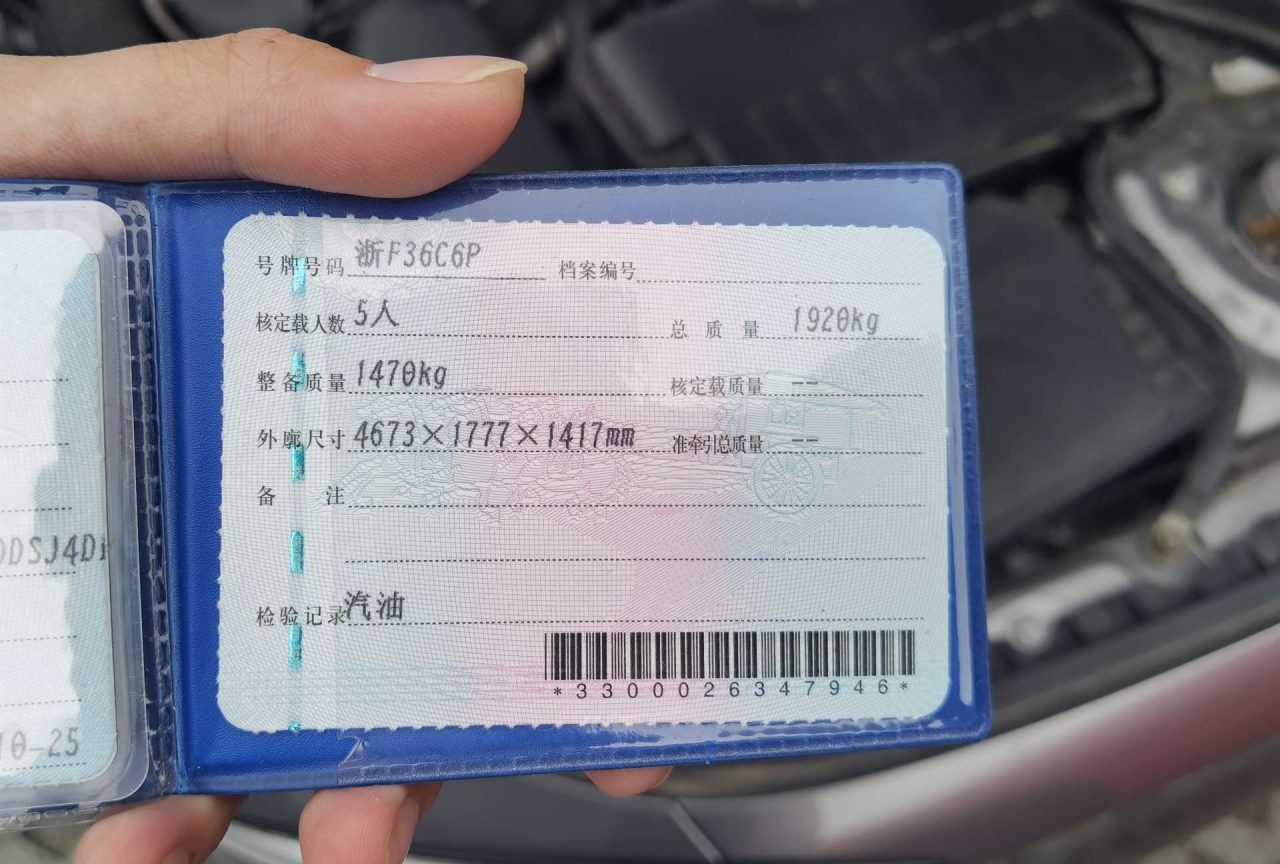 号牌号码 浙F36C6P 档案编号
核定载人数 5人 总质量 1920kg
整备质量 1470kg 核定载质量 --
外廓尺寸 4673×1777×1417mm 准牵引总质量 --
备注
检验记录 汽油
*3300026347946*
DSJ4D
-25